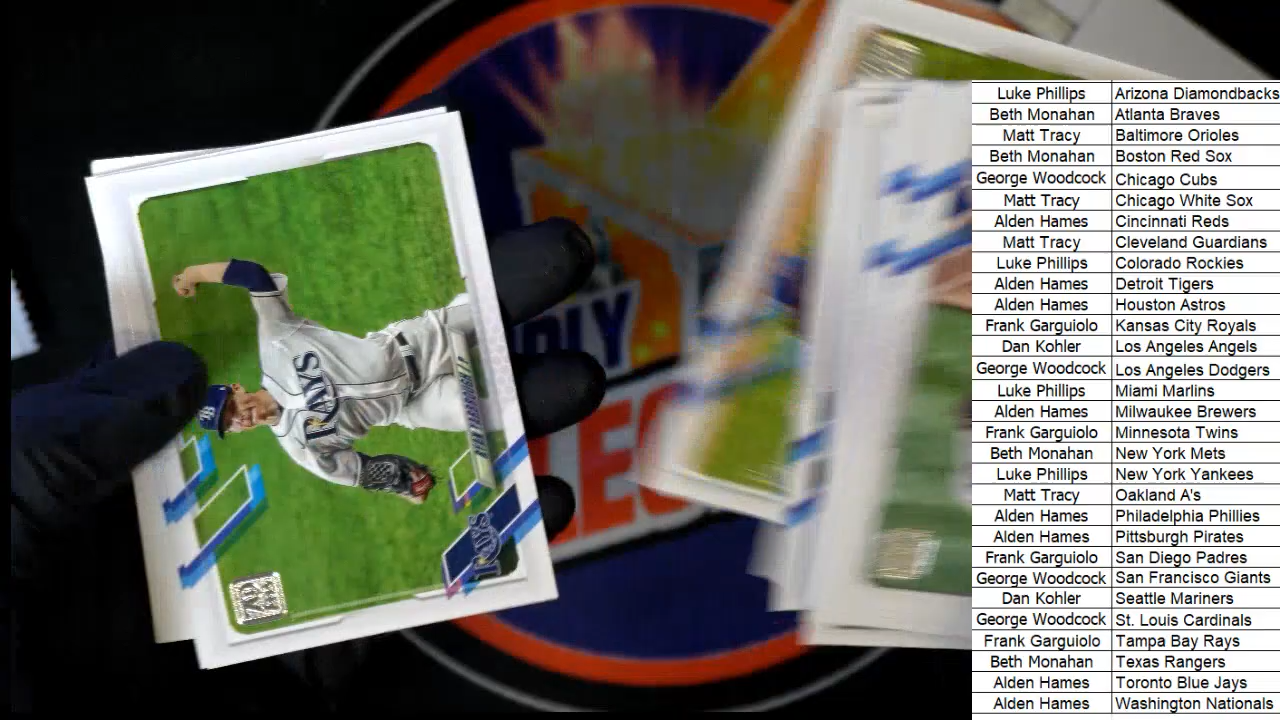 Luke Phillips Arizona Diamondbacks
Beth Monahan Atlanta Braves
Matt Tracy Baltimore Orioles
Beth Monahan Boston Red Sox
George Woodcock Chicago Cubs
Matt Tracy Chicago White Sox
Alden Hames Cincinnati Reds
Matt Tracy Cleveland Guardians
Luke Phillips Colorado Rockies
Alden Hames Detroit Tigers
Alden Hames Houston Astros
Frank Garguiolo Kansas City Royals
Dan Kohler Los Angeles Angels
George Woodcock Los Angeles Dodgers
Luke Phillips Miami Marlins
Alden Hames Milwaukee Brewers
Frank Garguiolo Minnesota Twins
Beth Monahan New York Mets
Luke Phillips New York Yankees
Matt Tracy Oakland A's
Alden Hames Philadelphia Phillies
Alden Hames Pittsburgh Pirates
Frank Garguiolo San Diego Padres
George Woodcock San Francisco Giants
Dan Kohler Seattle Mariners
George Woodcock St. Louis Cardinals
Frank Garguiolo Tampa Bay Rays
Beth Monahan Texas Rangers
Alden Hames Toronto Blue Jays
Alden Hames Washington Nationals
RAYS
RAYS